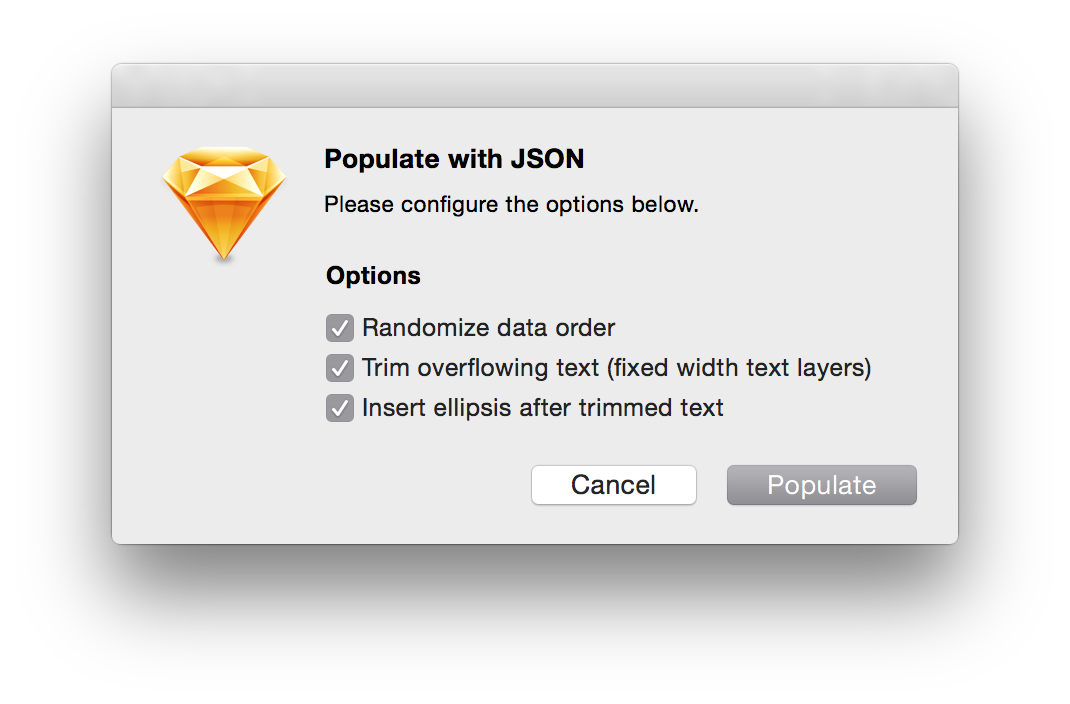 Populate with JSON
Please configure the options below.
Options
Randomize data order
Trim overflowing text (fixed width text layers)
Insert ellipsis after trimmed text
Cancel
Populate